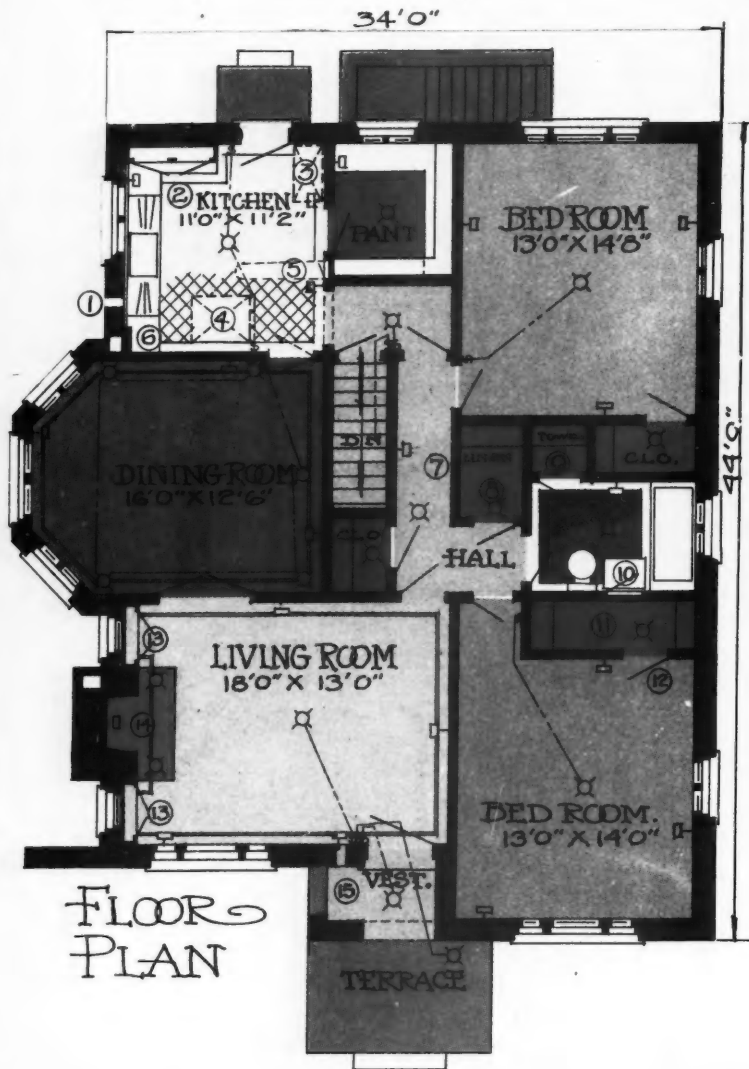 34'0"
KITCHEN
11'0" X 11'2"
PANT
BED ROOM
13'0" X 14'8"
44'0"
1
2
3
4
5
6
DINING ROOM
16'0" X 12'6"
DN
7
TOWEL
CLO.
CLO
HALL
10
LIVING ROOM
18'0" X 13'0"
11
12
13
14
13
BED ROOM.
13'0" X 14'0"
15
VEST.
FLOOR
PLAN
TERRACE